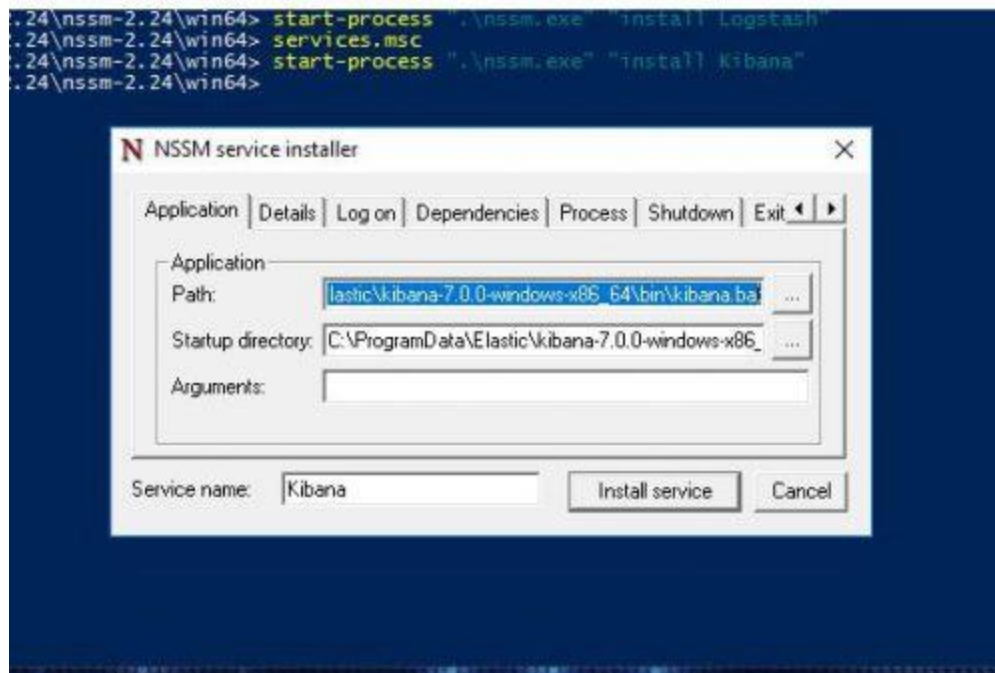 .24\nssm-2.24\win64> start-process ".\nssm.exe" "install Logstash"
.24\nssm-2.24\win64> services.msc
.24\nssm-2.24\win64> start-process ".\nssm.exe" "install Kibana"
.24\nssm-2.24\win64>
N NSSM service installer
Application Details Log on Dependencies Process Shutdown Exit
Application
Path: lastic\kibana-7.0.0-windows-x86_64\bin\kibana.bat ...
Startup directory: C:\ProgramData\Elastic\kibana-7.0.0-windows-x86_ ...
Arguments:
Service name: Kibana Install service Cancel